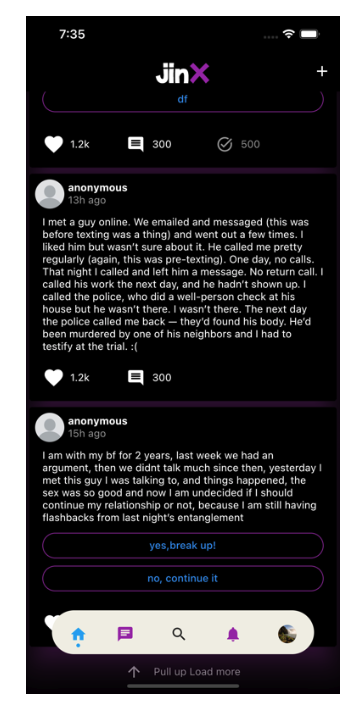 7:35
JinX
+
df
1.2k 300 500
anonymous
13h ago
I met a guy online. We emailed and messaged (this was
before texting was a thing) and went out a few times. I
liked him but wasn't sure about it. He called me pretty
regularly (again, this was pre-texting). One day, no calls.
That night I called and left him a message. No return call. I
called his work the next day, and he hadn't shown up. I
called the police, who did a well-person check at his
house but he wasn't there. I wasn't there. The next day
the police called me back — they'd found his body. He'd
been murdered by one of his neighbors and I had to
testify at the trial. :(
1.2k 300
anonymous
15h ago
I am with my bf for 2 years, last week we had an
argument, then we didnt talk much since then, yesterday I
met this guy I was talking to, and things happened, the
sex was so good and now I am undecided if I should
continue my relationship or not, because I am still having
flashbacks from last night's entanglement
yes,break up!
no, continue it
Pull up Load more